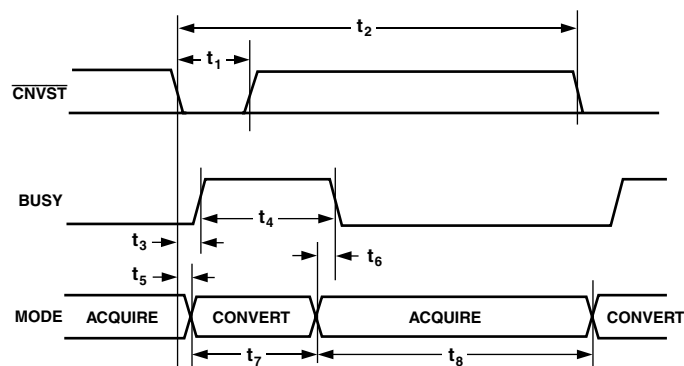 t2
t1
CNVST
BUSY
t4
t3
t6
t5
MODE
ACQUIRE
CONVERT
ACQUIRE
CONVERT
t7
t8